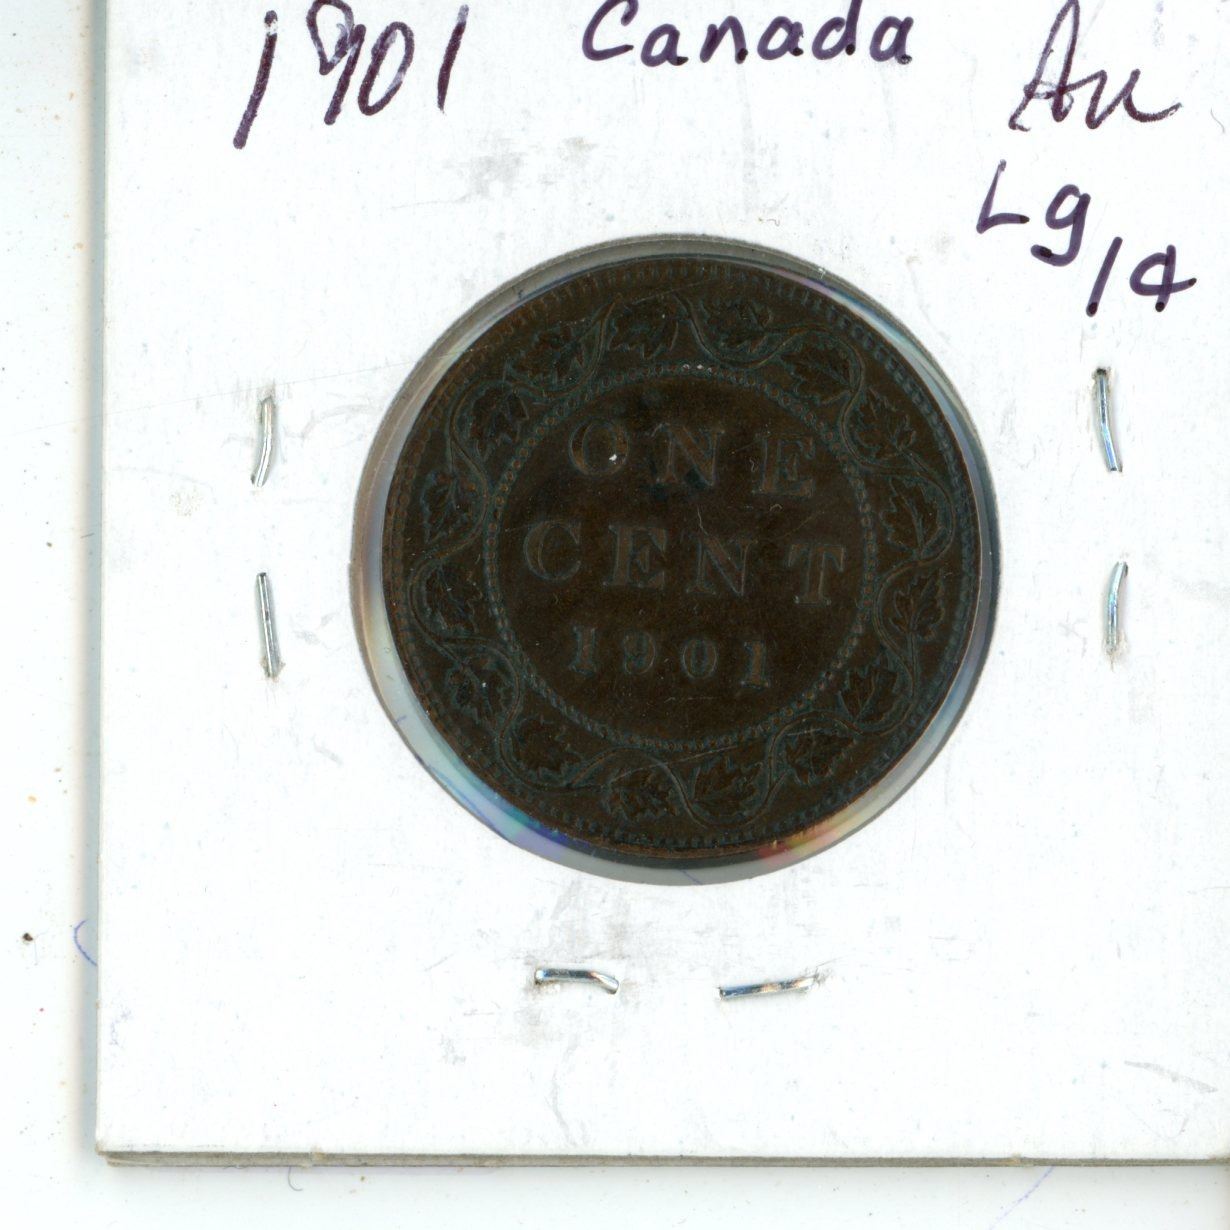 1901 Canada Au
Lg 1¢
ONE
CENT
1901